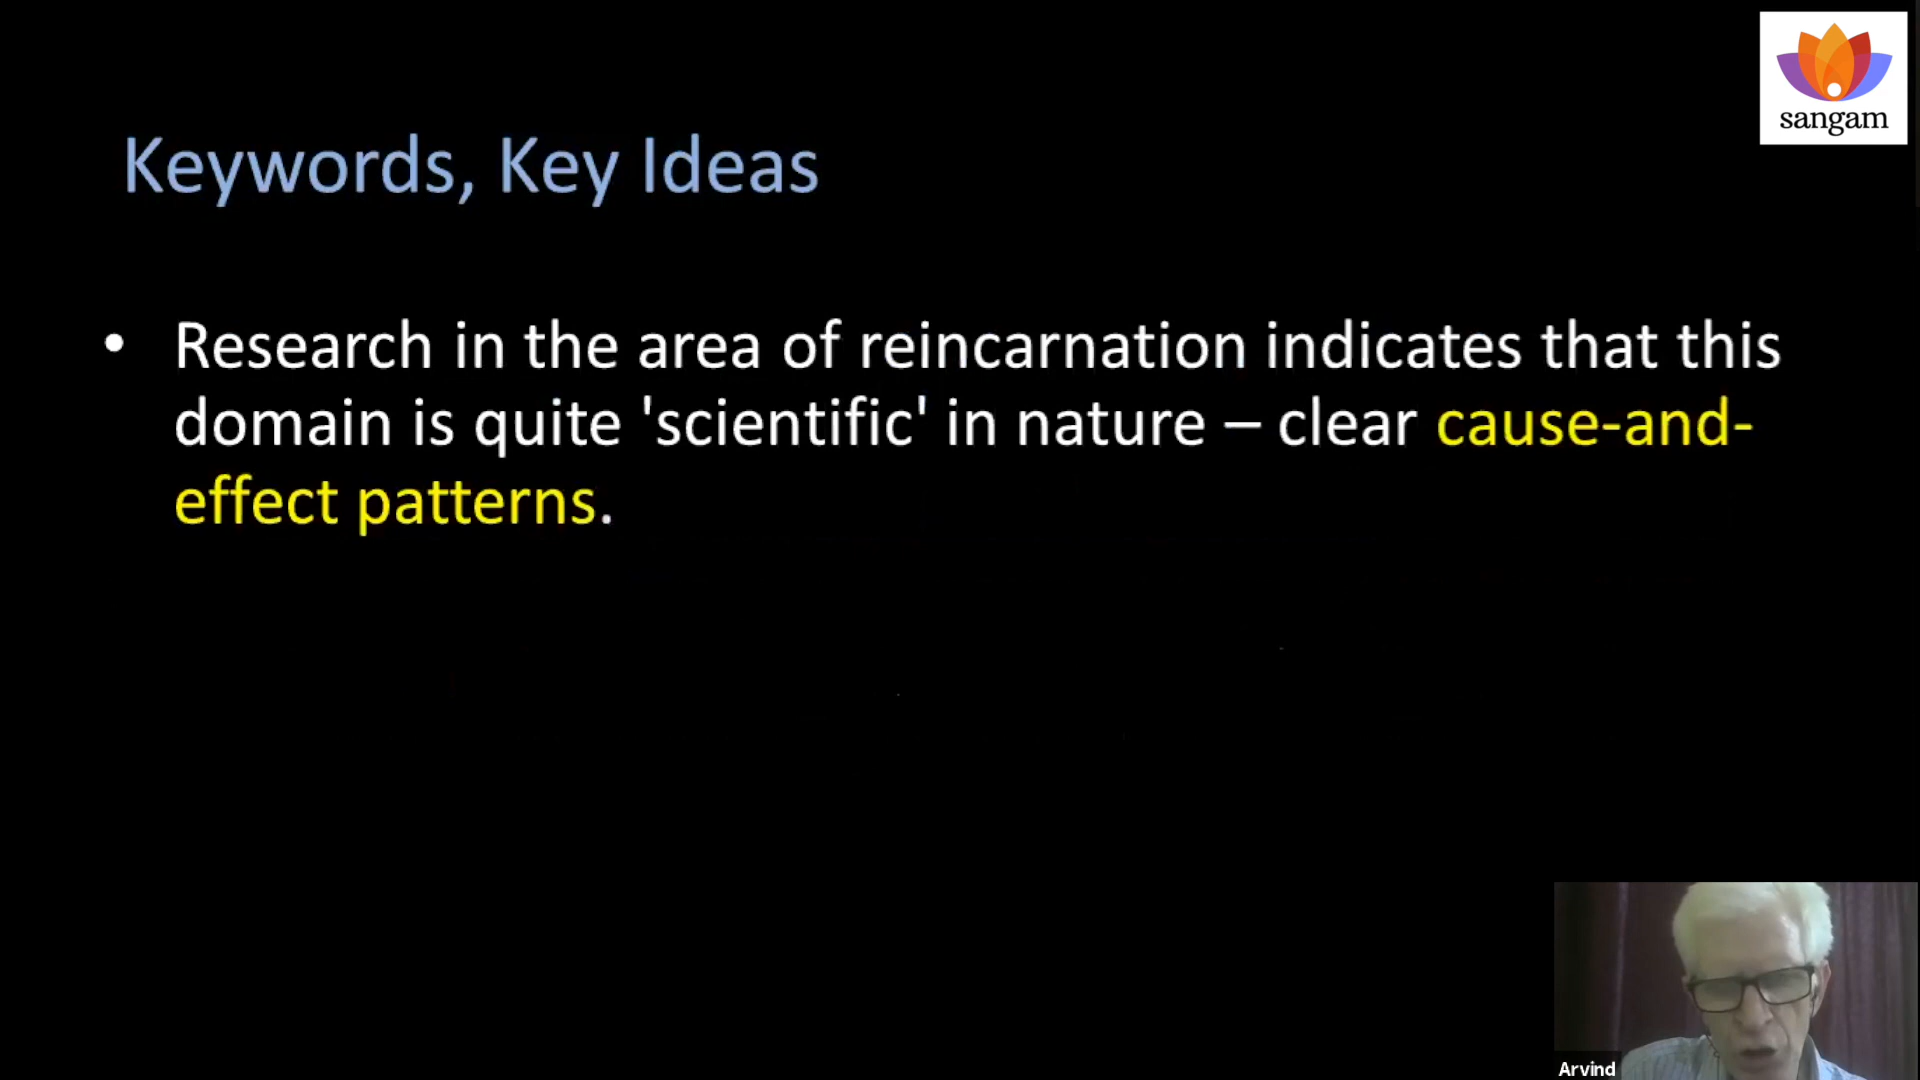 sangam
Keywords, Key Ideas
• Research in the area of reincarnation indicates that this
domain is quite 'scientific' in nature – clear cause-and-
effect patterns.
Arvind